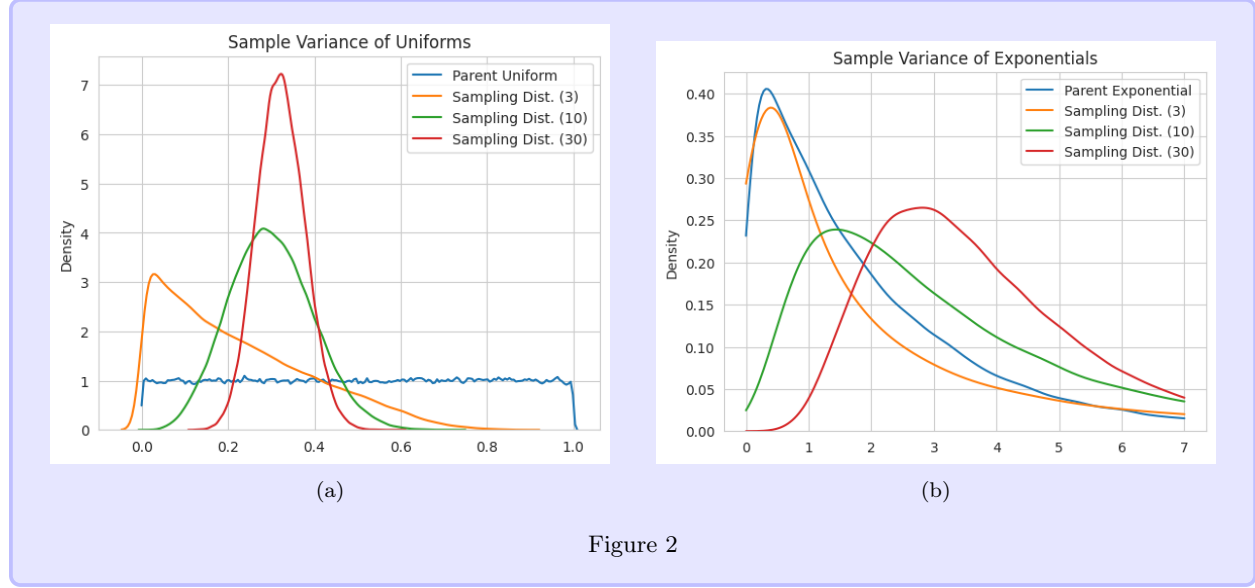 Sample Variance of Uniforms
Parent Uniform
Sampling Dist. (3)
Sampling Dist. (10)
Sampling Dist. (30)
Density
7
6
5
4
3
2
1
0
0.0 0.2 0.4 0.6 0.8 1.0
(a)
Sample Variance of Exponentials
Parent Exponential
Sampling Dist. (3)
Sampling Dist. (10)
Sampling Dist. (30)
Density
0.40
0.35
0.30
0.25
0.20
0.15
0.10
0.05
0.00
0 1 2 3 4 5 6 7
(b)
Figure 2